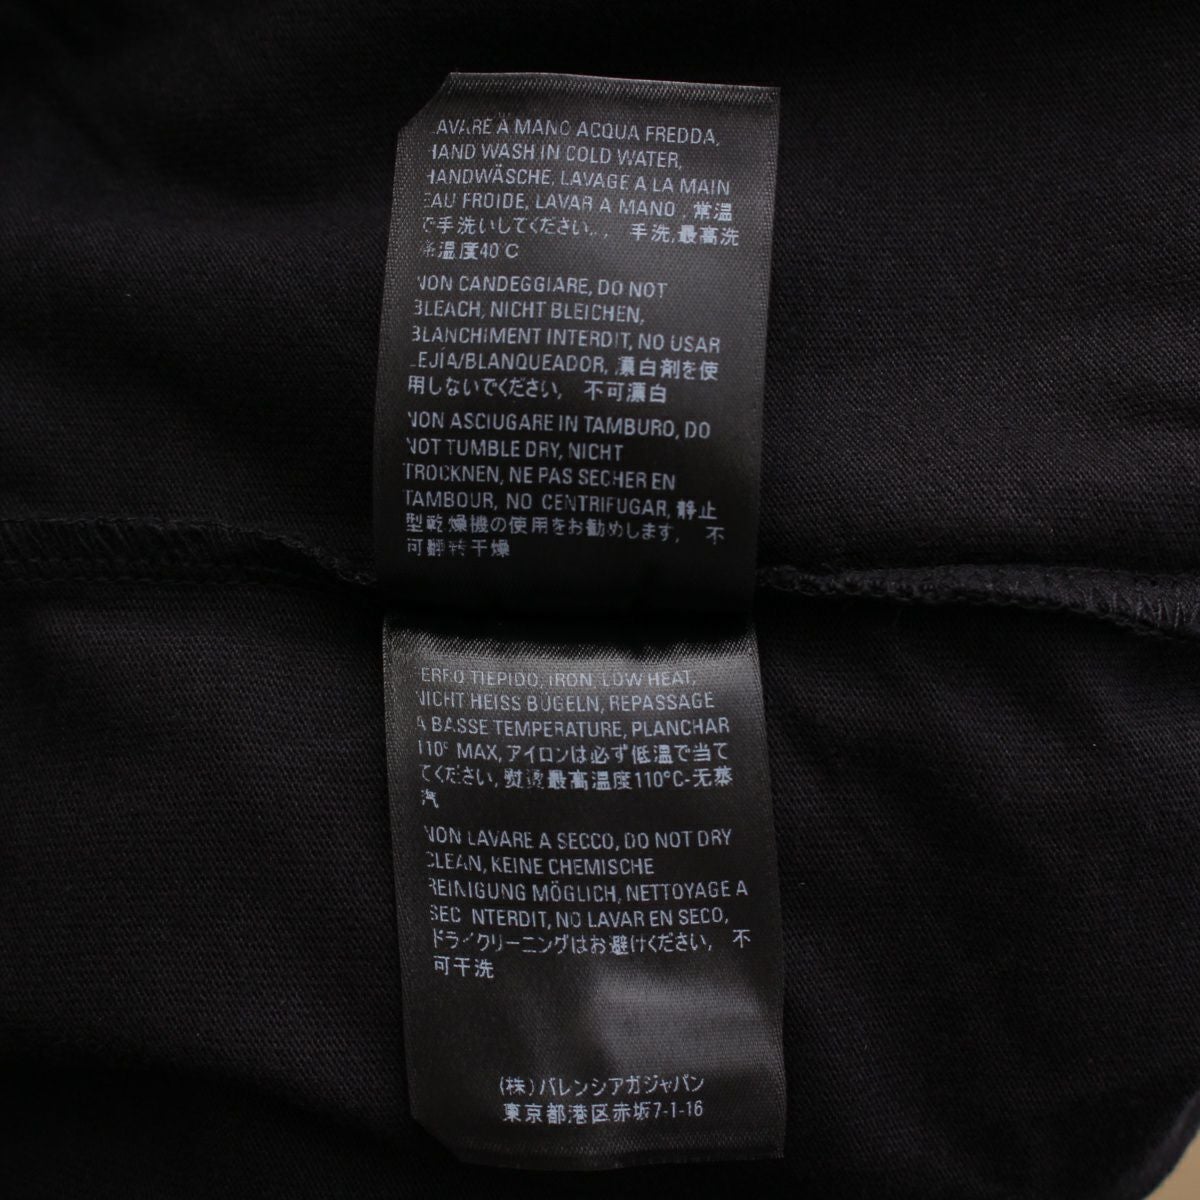 LAVARE A MANO ACQUA FREDDA,
HAND WASH IN COLD WATER,
HANDWÄSCHE, LAVAGE A LA MAIN
EAU FROIDE, LAVAR A MANO , 常温
で手洗いしてください. , 手洗,最高洗
涤温度40°C
NON CANDEGGIARE, DO NOT
BLEACH, NICHT BLEICHEN,
BLANCHIMENT INTERDIT, NO USAR
LEJÍA/BLANQUEADOR, 漂白剤を使
用しないでください, 不可漂白
NON ASCIUGARE IN TAMBURO, DO
NOT TUMBLE DRY, NICHT
TROCKNEN, NE PAS SECHER EN
TAMBOUR, NO CENTRIFUGAR, 静止
型乾燥機の使用をお勧めします, 不
可翻转干燥
FERRO TIEPIDO, IRON, LOW HEAT,
NICHT HEISS BÜGELN, REPASSAGE
A BASSE TEMPERATURE, PLANCHAR
110° MAX, アイロンは必ず低温で当て
てください, 熨烫最高温度110°C-无蒸
汽
NON LAVARE A SECCO, DO NOT DRY
CLEAN, KEINE CHEMISCHE
REINIGUNG MÖGLICH, NETTOYAGE A
SEC INTERDIT, NO LAVAR EN SECO,
ドライクリーニングはお避けください, 不
可干洗
(株)バレンシアガジャパン
東京都港区赤坂7-1-16